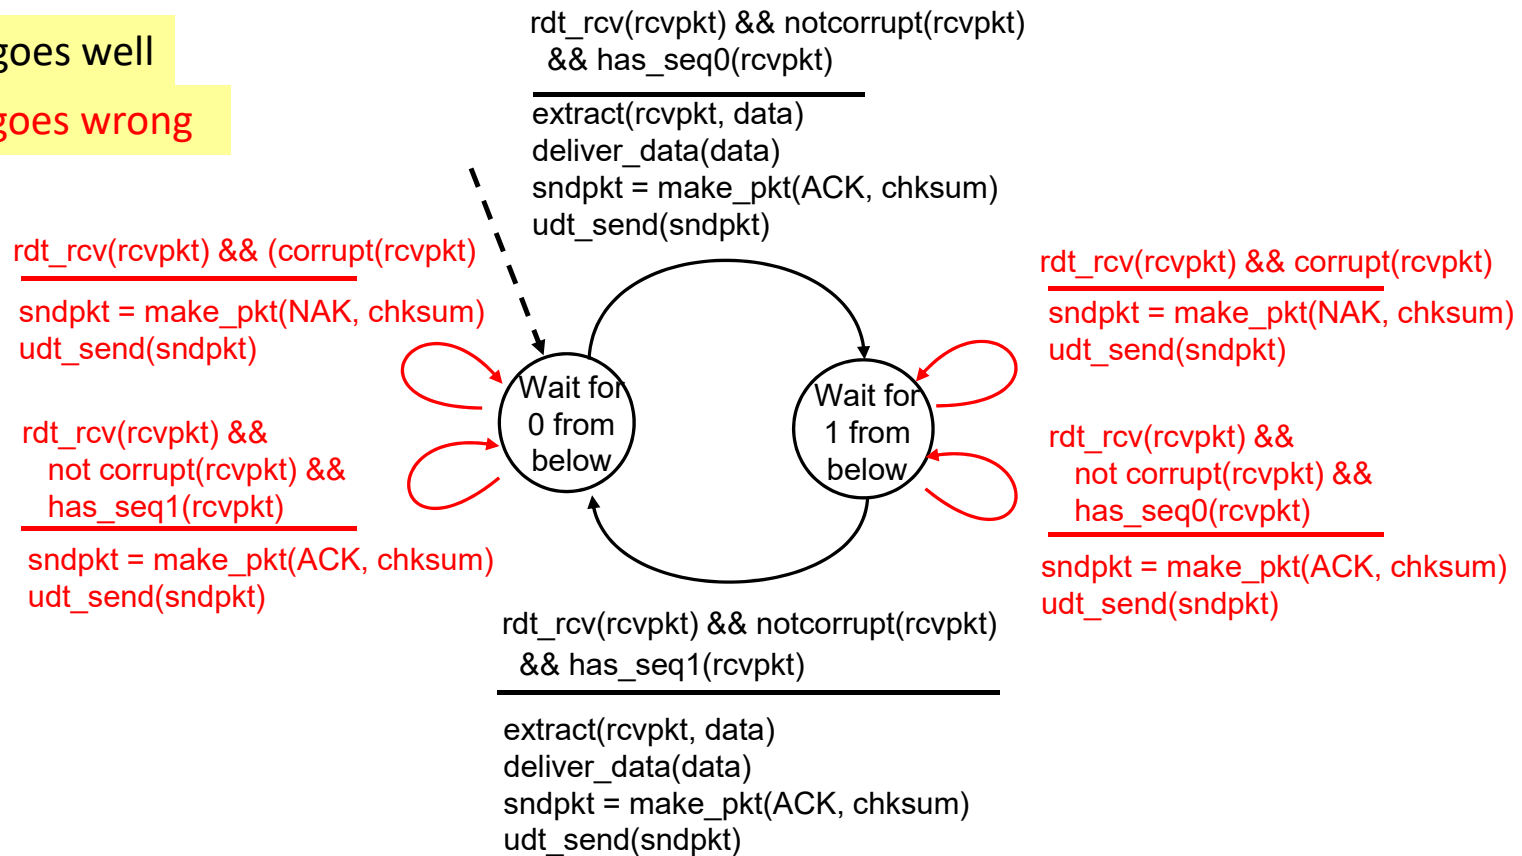 goes well
goes wrong
rdt_rcv(rcvpkt) && notcorrupt(rcvpkt)
&& has_seq0(rcvpkt)
extract(rcvpkt, data)
deliver_data(data)
sndpkt = make_pkt(ACK, chksum)
udt_send(sndpkt)
rdt_rcv(rcvpkt) && (corrupt(rcvpkt)
sndpkt = make_pkt(NAK, chksum)
udt_send(sndpkt)
rdt_rcv(rcvpkt) &&
not corrupt(rcvpkt) &&
has_seq1(rcvpkt)
sndpkt = make_pkt(ACK, chksum)
udt_send(sndpkt)
Wait for
0 from
below
Wait for
1 from
below
rdt_rcv(rcvpkt) && corrupt(rcvpkt)
sndpkt = make_pkt(NAK, chksum)
udt_send(sndpkt)
rdt_rcv(rcvpkt) &&
not corrupt(rcvpkt) &&
has_seq0(rcvpkt)
sndpkt = make_pkt(ACK, chksum)
udt_send(sndpkt)
rdt_rcv(rcvpkt) && notcorrupt(rcvpkt)
&& has_seq1(rcvpkt)
extract(rcvpkt, data)
deliver_data(data)
sndpkt = make_pkt(ACK, chksum)
udt_send(sndpkt)